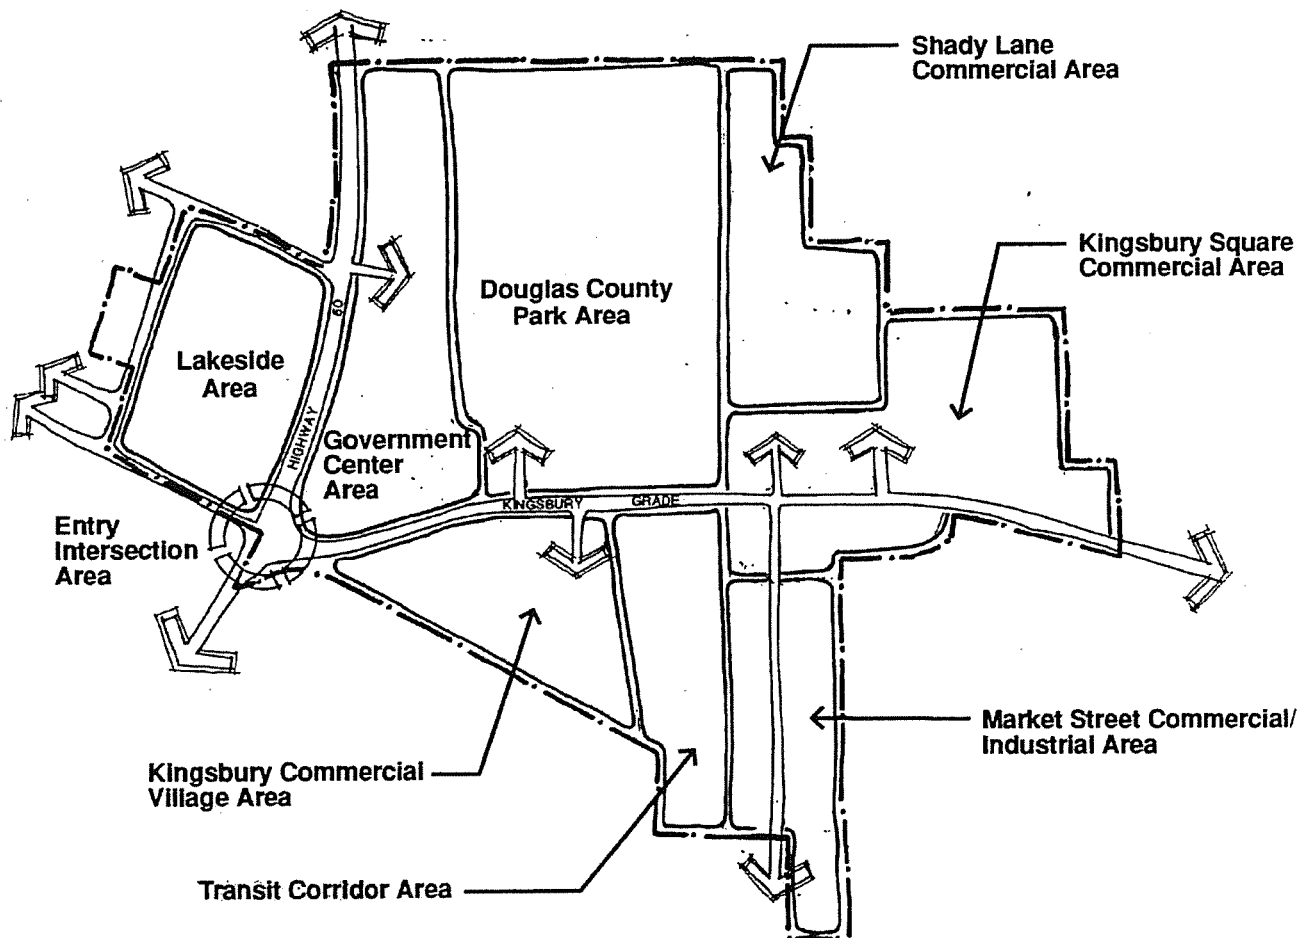 Shady Lane
Commercial Area
Kingsbury Square
Commercial Area
Douglas County
Park Area
Lakeside
Area
HIGHWAY
Government
Center
Area
KINGSBURY GRADE
Entry
Intersection
Area
Market Street Commercial/
Industrial Area
Kingsbury Commercial
Village Area
Transit Corridor Area